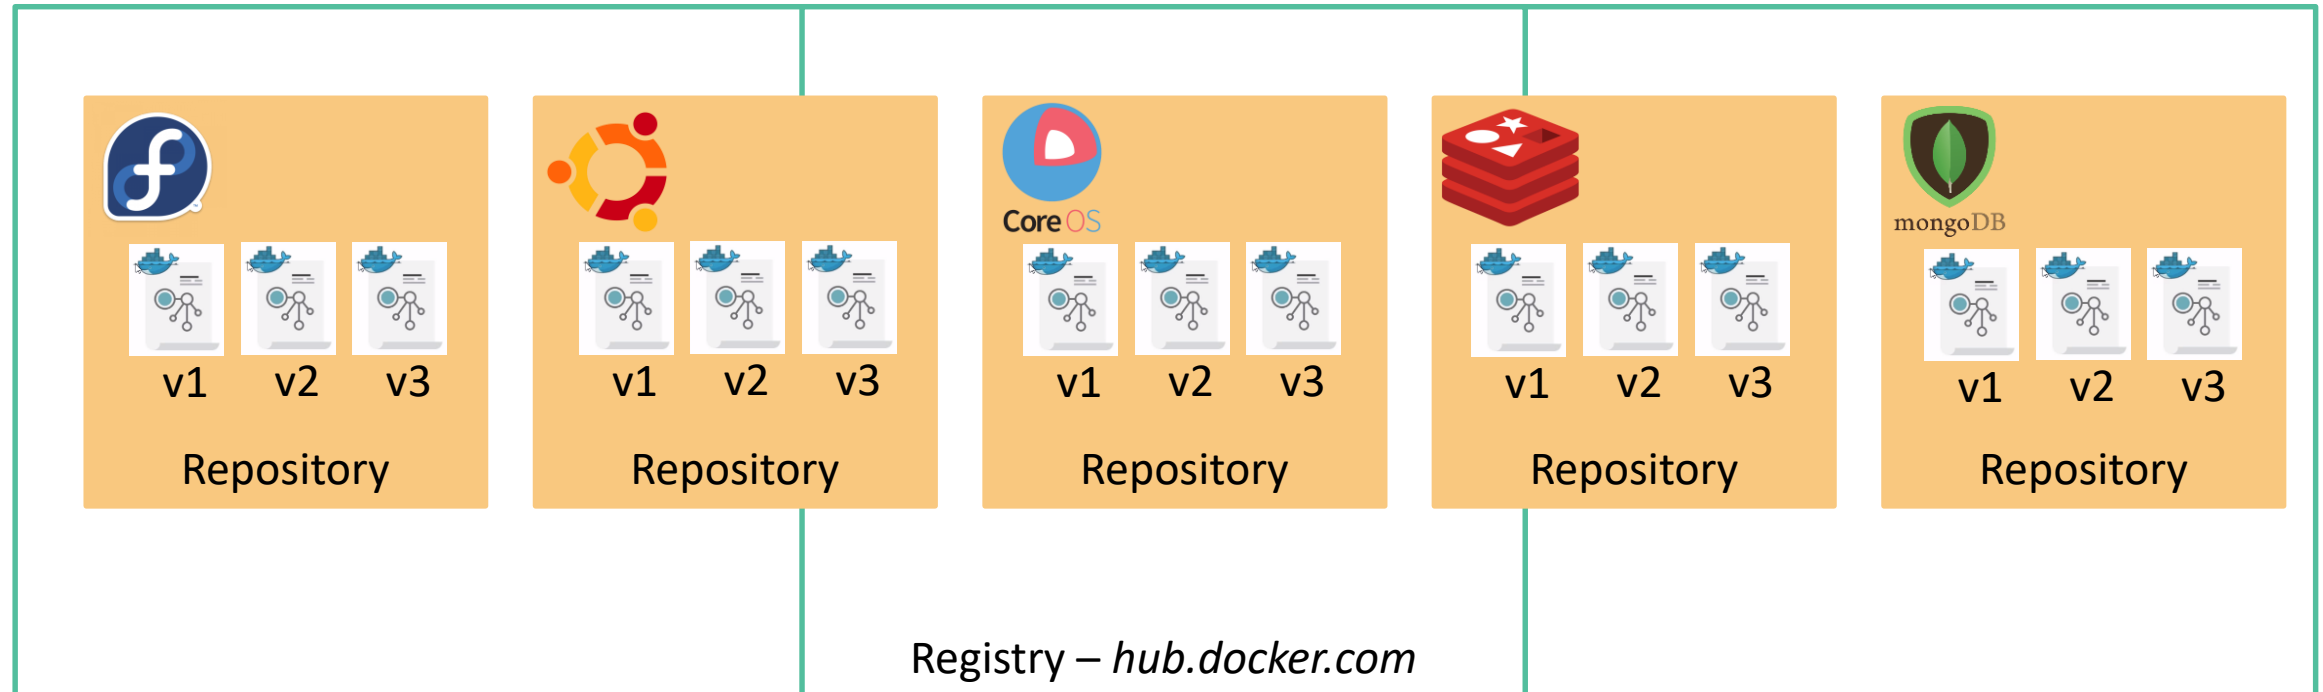 Core OS
mongoDB
v1 v2 v3
v1 v2 v3
v1 v2 v3
v1 v2 v3
v1 v2 v3
Repository
Repository
Repository
Repository
Repository
Registry – hub.docker.com